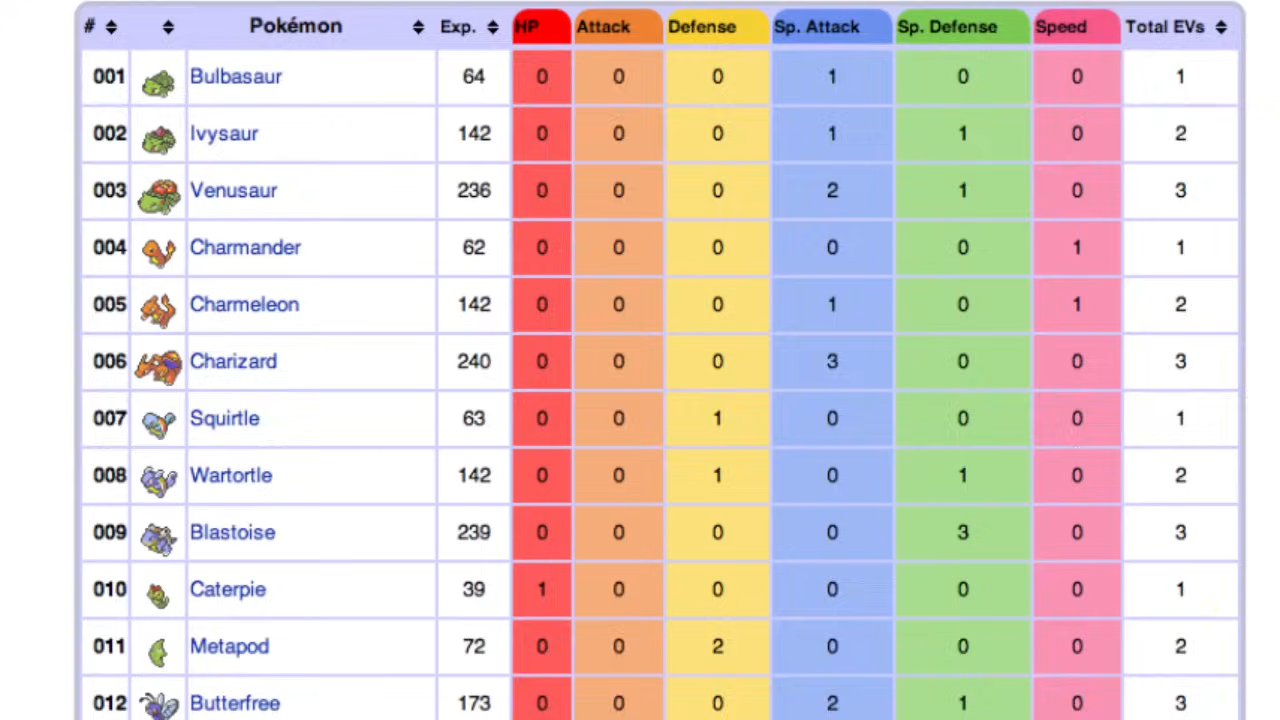 # Pokémon Exp. HP Attack Defense Sp. Attack Sp. Defense Speed Total EVs
001 Bulbasaur 64 0 0 0 1 0 0 1
002 Ivysaur 142 0 0 0 1 1 0 2
003 Venusaur 236 0 0 0 2 1 0 3
004 Charmander 62 0 0 0 0 0 1 1
005 Charmeleon 142 0 0 0 1 0 1 2
006 Charizard 240 0 0 0 3 0 0 3
007 Squirtle 63 0 0 1 0 0 0 1
008 Wartortle 142 0 0 1 0 1 0 2
009 Blastoise 239 0 0 0 0 3 0 3
010 Caterpie 39 1 0 0 0 0 0 1
011 Metapod 72 0 0 2 0 0 0 2
012 Butterfree 173 0 0 0 2 1 0 3